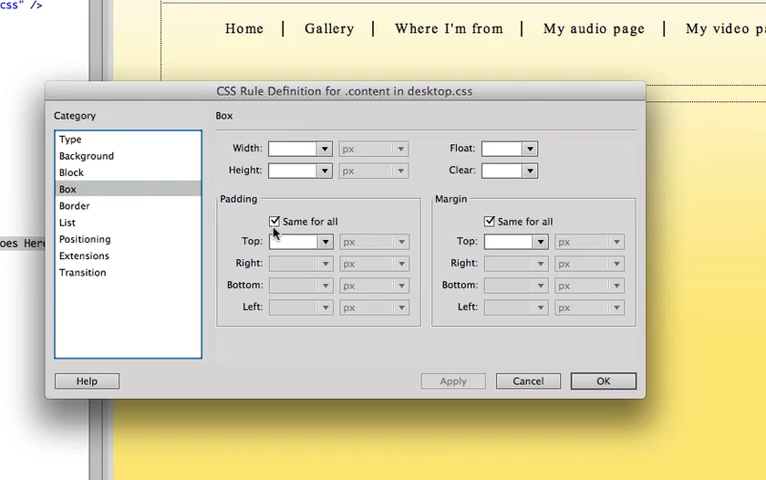 css" />
Home | Gallery | Where I'm from | My audio page | My video pa
CSS Rule Definition for .content in desktop.css
Category
Type
Background
Block
Box
Border
List
Positioning
Extensions
Transition
Box
Width: px Float:
Height: px Clear:
Padding
Same for all
Top: px
Right: px
Bottom: px
Left: px
Margin
Same for all
Top: px
Right: px
Bottom: px
Left: px
oes Here
Help Apply Cancel OK